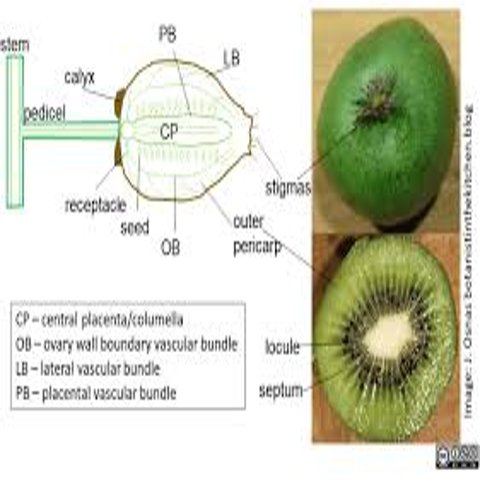 stem
PB
LB
calyx
pedicel
CP
stigmas
receptacle
seed
OB
outer
pericarp
CP – central placenta/columella
OB – ovary wall boundary vascular bundle
LB – lateral vascular bundle
PB – placental vascular bundle
locule
septum
Image: J. Osnas botanistinthekitchen.blog